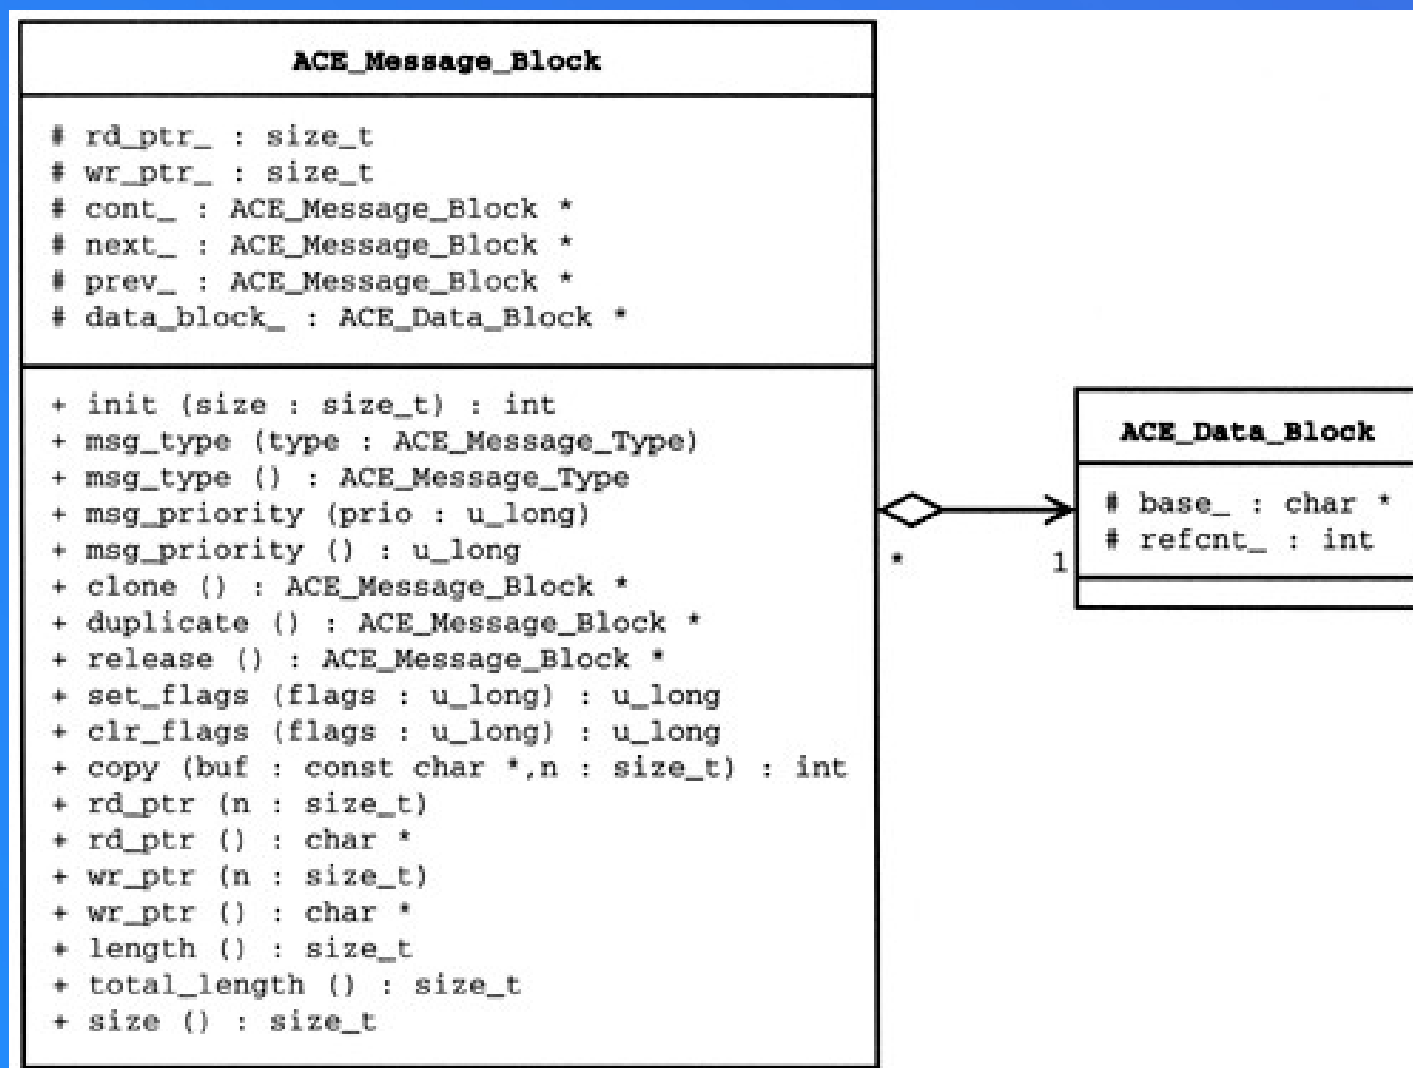 ACE_Message_Block
# rd_ptr_ : size_t
# wr_ptr_ : size_t
# cont_ : ACE_Message_Block *
# next_ : ACE_Message_Block *
# prev_ : ACE_Message_Block *
# data_block_ : ACE_Data_Block *
+ init (size : size_t) : int
+ msg_type (type : ACE_Message_Type)
+ msg_type () : ACE_Message_Type
+ msg_priority (prio : u_long)
+ msg_priority () : u_long
+ clone () : ACE_Message_Block *
+ duplicate () : ACE_Message_Block *
+ release () : ACE_Message_Block *
+ set_flags (flags : u_long) : u_long
+ clr_flags (flags : u_long) : u_long
+ copy (buf : const char *,n : size_t) : int
+ rd_ptr (n : size_t)
+ rd_ptr () : char *
+ wr_ptr (n : size_t)
+ wr_ptr () : char *
+ length () : size_t
+ total_length () : size_t
+ size () : size_t
* 1
ACE_Data_Block
# base_ : char *
# refcnt_ : int